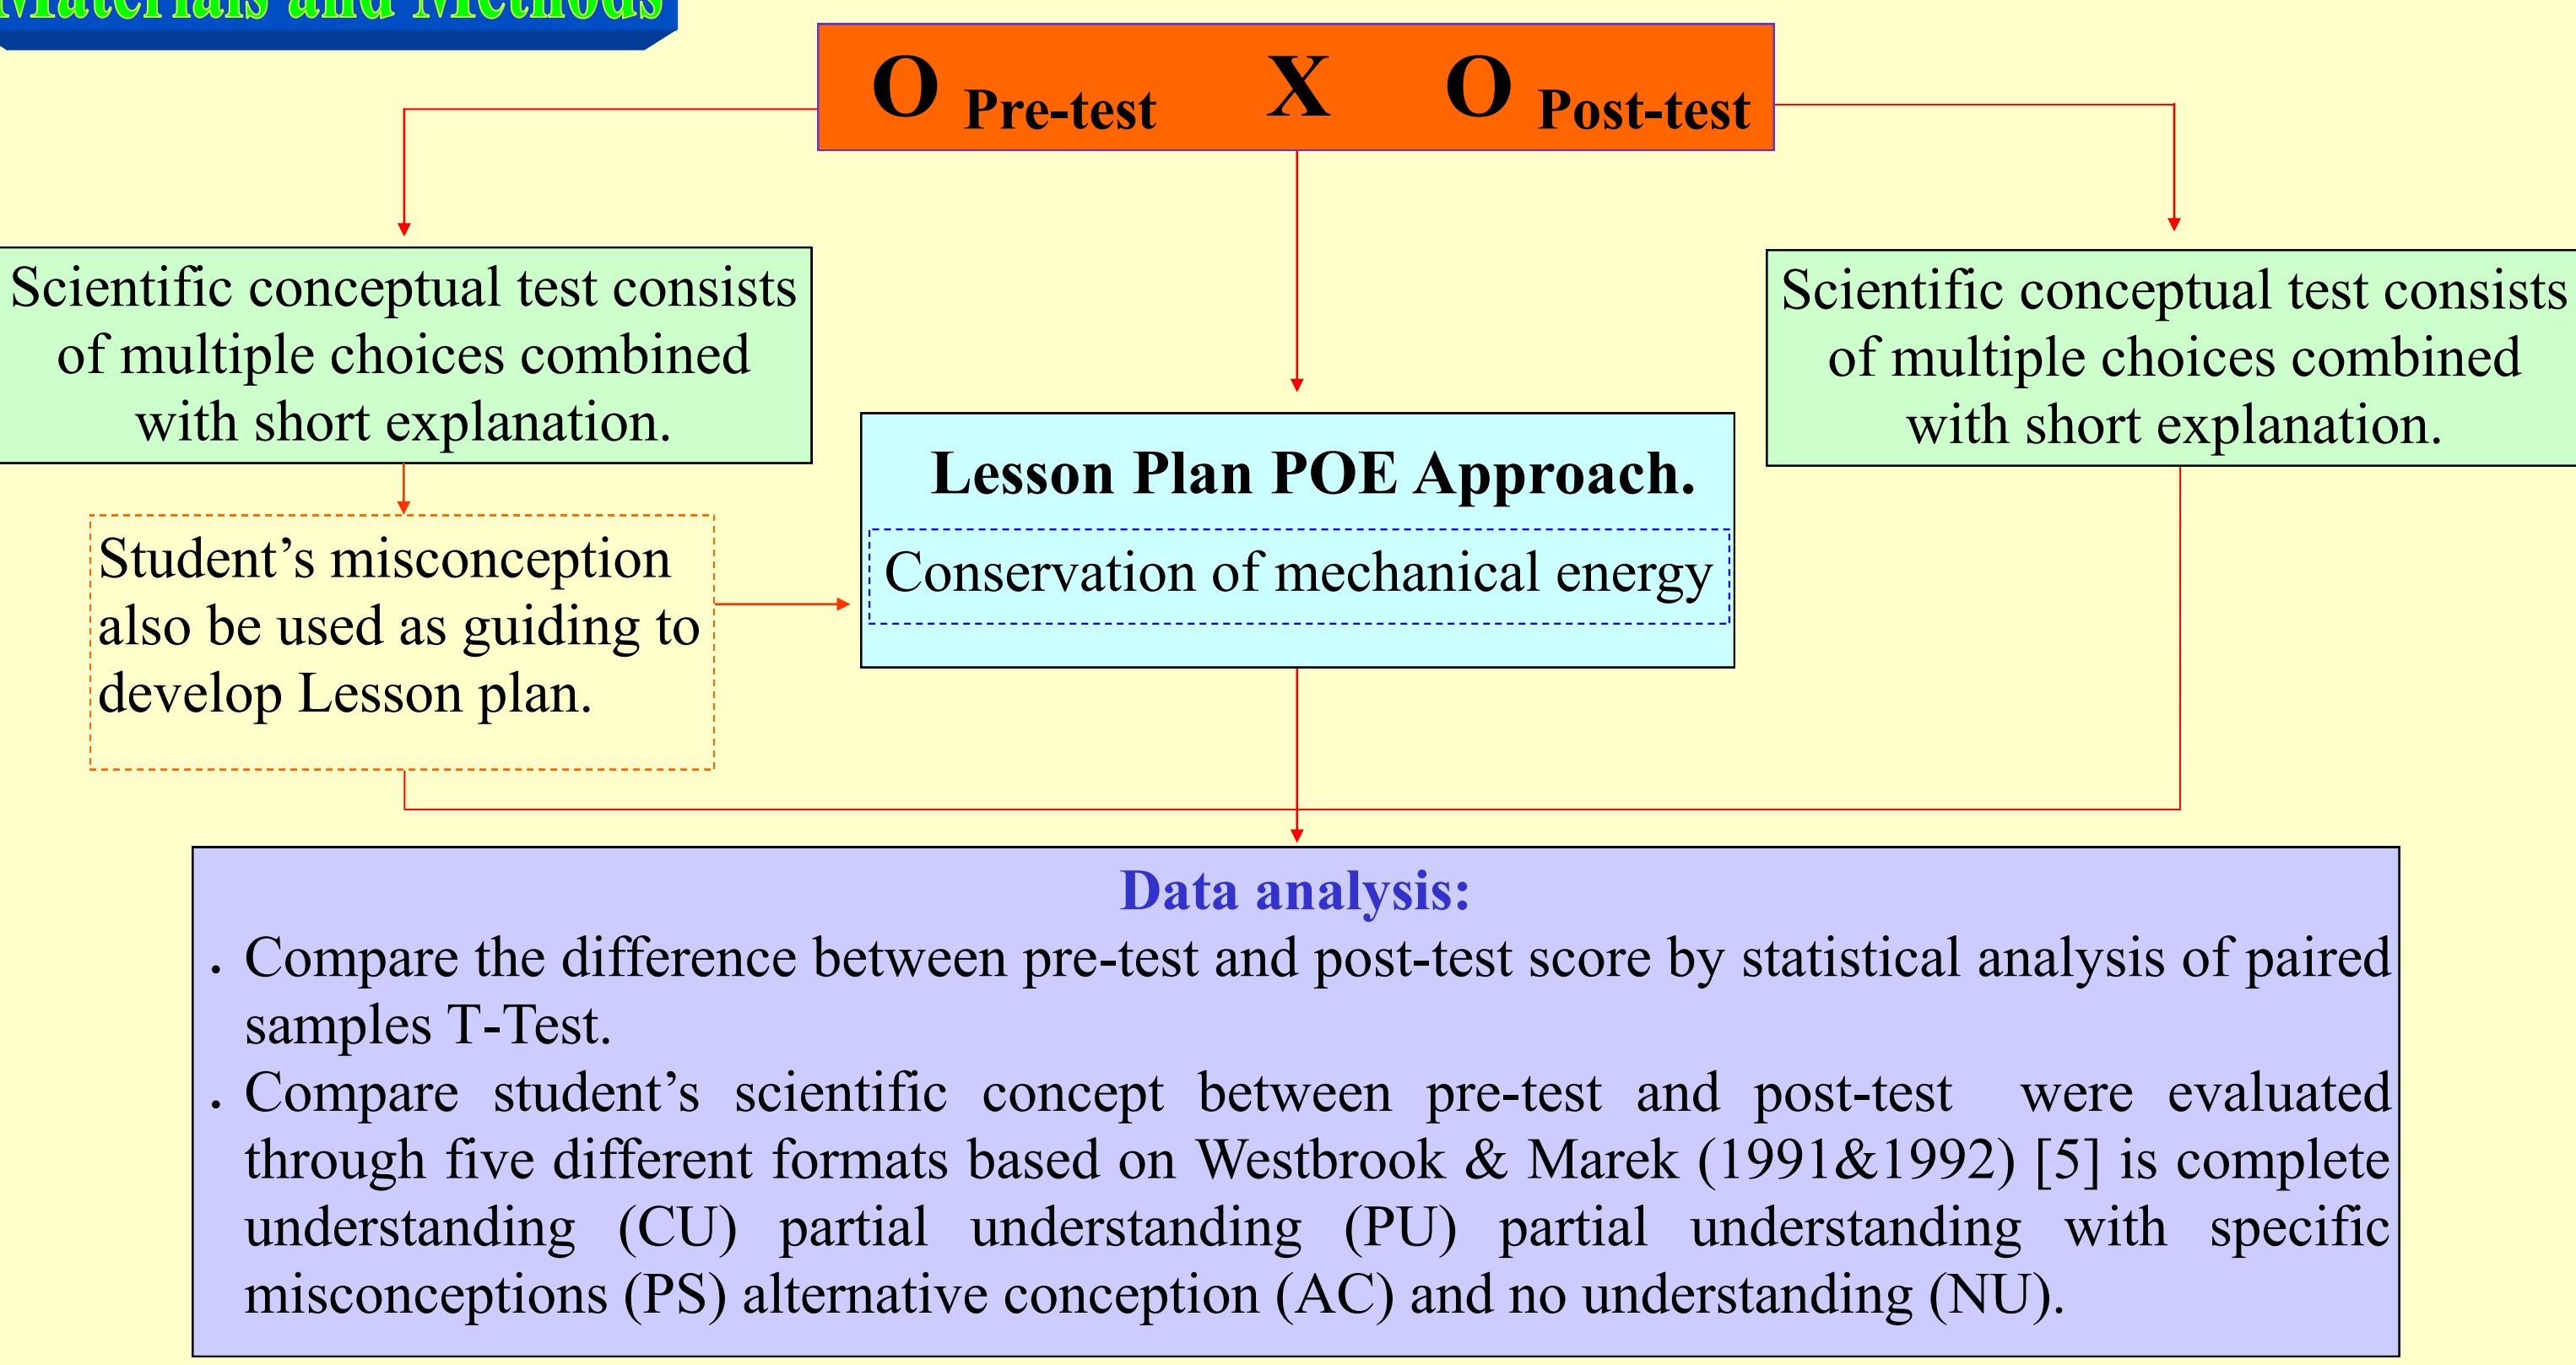 Materials and Methods
O Pre-test X O Post-test
Scientific conceptual test consists
of multiple choices combined
with short explanation.
Scientific conceptual test consists
of multiple choices combined
with short explanation.
Lesson Plan POE Approach.
Conservation of mechanical energy
Student’s misconception
also be used as guiding to
develop Lesson plan.
Data analysis:
. Compare the difference between pre-test and post-test score by statistical analysis of paired
samples T-Test.
. Compare student’s scientific concept between pre-test and post-test were evaluated
through five different formats based on Westbrook & Marek (1991&1992) [5] is complete
understanding (CU) partial understanding (PU) partial understanding with specific
misconceptions (PS) alternative conception (AC) and no understanding (NU).